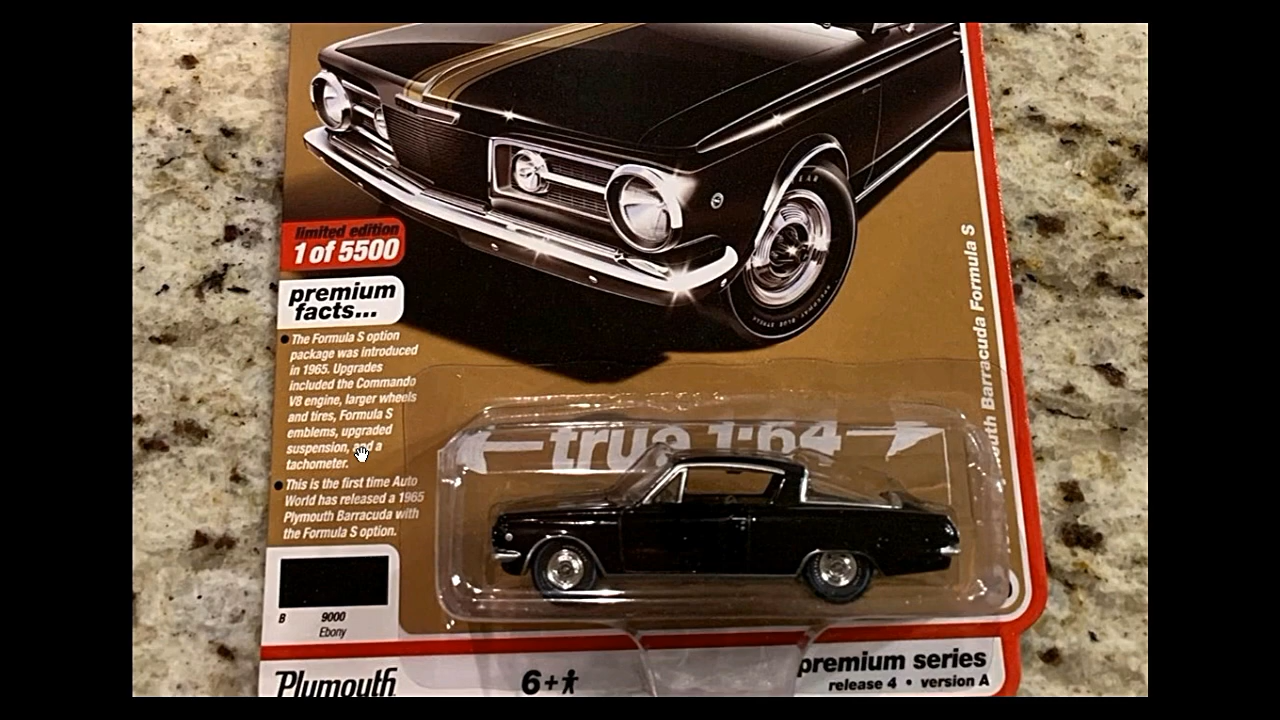 limited edition
1 of 5500
premium
facts...
The Formula S option
package was introduced
in 1965. Upgrades
included the Commando
V8 engine, larger wheels
and tires, Formula S
emblems, upgraded
suspension, and a
tachometer.
This is the first time Auto
World has released a 1965
Plymouth Barracuda with
the Formula S option.
Barracuda Formula S
true 1:64
B 9000
Ebony
Plymouth
6+
premium series
release 4 • version A